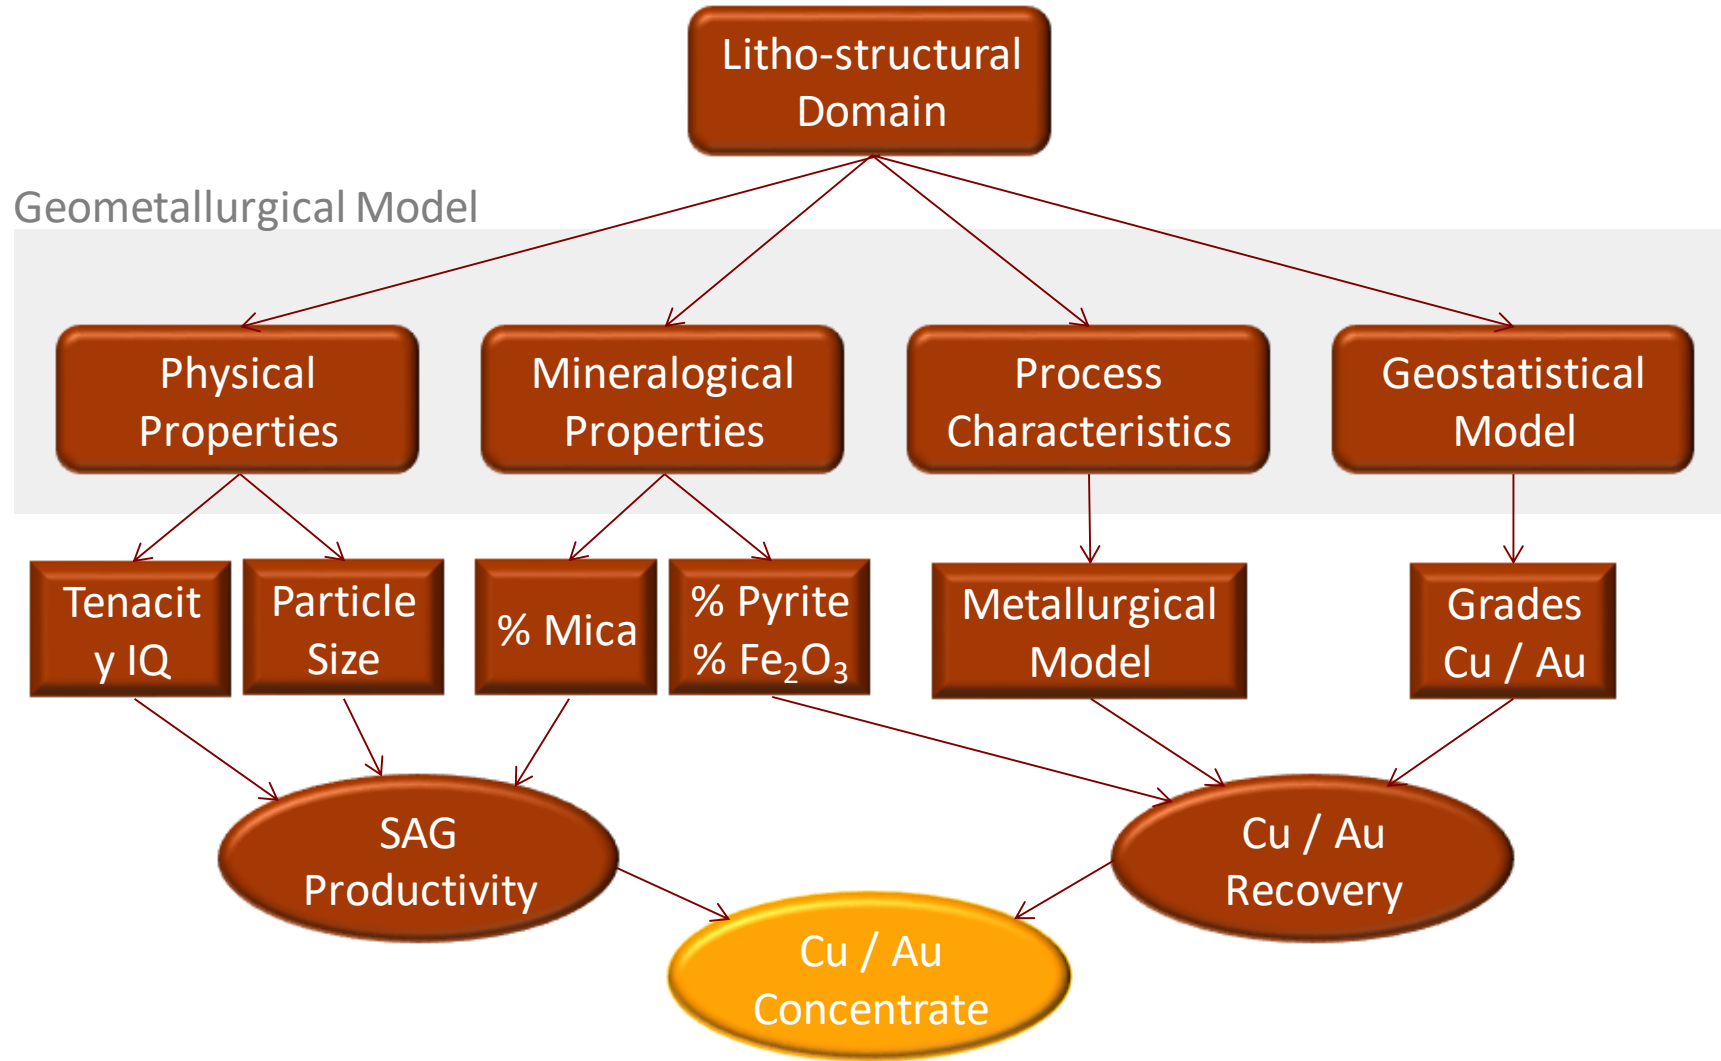 Litho-structural
Domain
Geometallurgical Model
Physical
Properties
Mineralogical
Properties
Process
Characteristics
Geostatistical
Model
Tenacit
y IQ
Particle
Size
% Mica
% Pyrite
% Fe₂O₃
Metallurgical
Model
Grades
Cu / Au
SAG
Productivity
Cu / Au
Recovery
Cu / Au
Concentrate